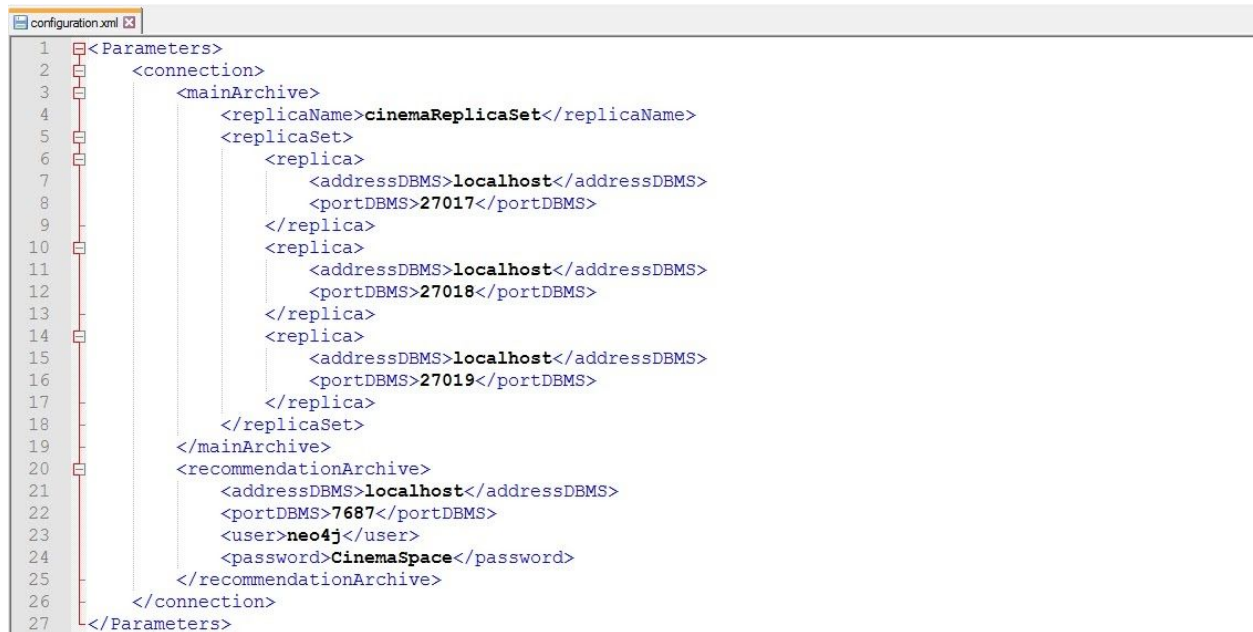 configuration.xml
1 <Parameters>
2 <connection>
3 <mainArchive>
4 <replicaName>cinemaReplicaSet</replicaName>
5 <replicaSet>
6 <replica>
7 <addressDBMS>localhost</addressDBMS>
8 <portDBMS>27017</portDBMS>
9 </replica>
10 <replica>
11 <addressDBMS>localhost</addressDBMS>
12 <portDBMS>27018</portDBMS>
13 </replica>
14 <replica>
15 <addressDBMS>localhost</addressDBMS>
16 <portDBMS>27019</portDBMS>
17 </replica>
18 </replicaSet>
19 </mainArchive>
20 <recommendationArchive>
21 <addressDBMS>localhost</addressDBMS>
22 <portDBMS>7687</portDBMS>
23 <user>neo4j</user>
24 <password>CinemaSpace</password>
25 </recommendationArchive>
26 </connection>
27 </Parameters>